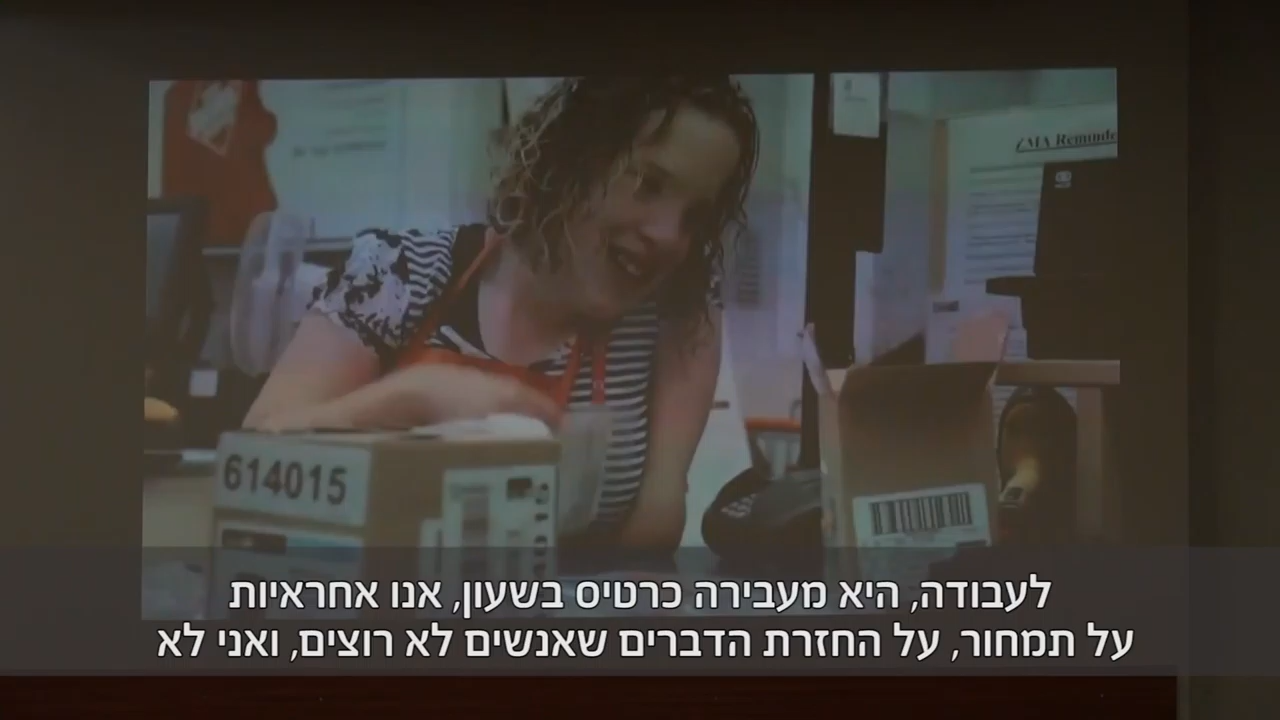 ZMA Reminde
614015
לעבודה, היא מעבירה כרטיס בשעון, אנו אחראיות
על תמחור, על החזרת הדברים שאנשים לא רוצים, ואני לא